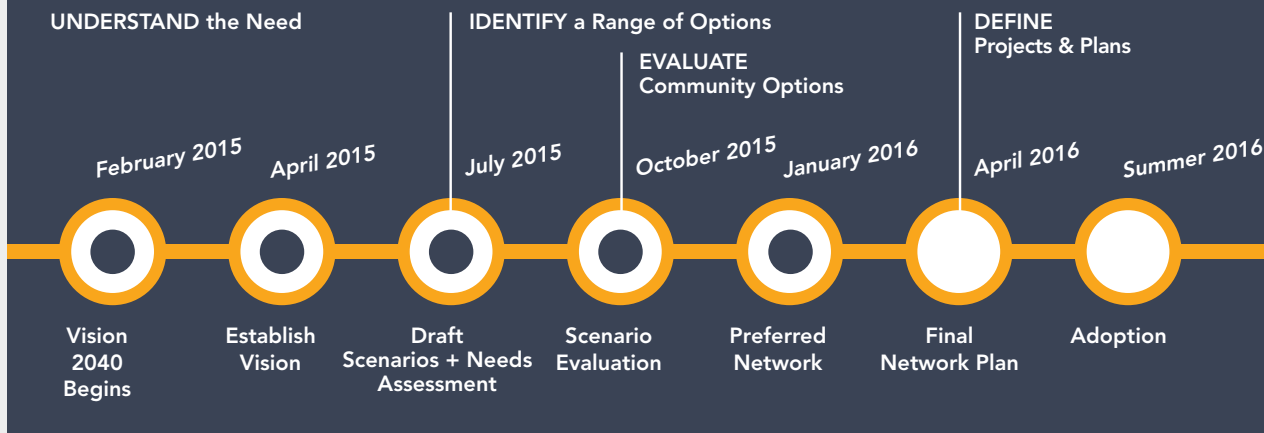 UNDERSTAND the Need
IDENTIFY a Range of Options
DEFINE
Projects & Plans
EVALUATE
Community Options
February 2015
April 2015
July 2015
October 2015
January 2016
April 2016
Summer 2016
Vision
2040
Begins
Establish
Vision
Draft
Scenarios + Needs
Assessment
Scenario
Evaluation
Preferred
Network
Final
Network Plan
Adoption